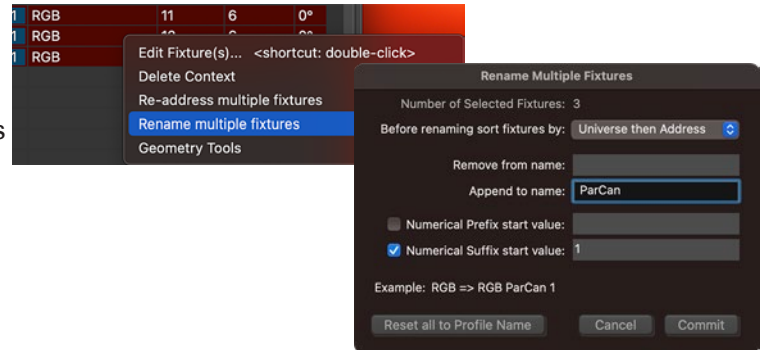 1 RGB 11 6 0°
1 RGB
1 RGB
s
Edit Fixture(s)... <shortcut: double-click>
Delete Context
Re-address multiple fixtures
Rename multiple fixtures
Geometry Tools
Rename Multiple Fixtures
Number of Selected Fixtures: 3
Before renaming sort fixtures by: Universe then Address
Remove from name:
Append to name: ParCan
Numerical Prefix start value:
Numerical Suffix start value: 1
Example: RGB => RGB ParCan 1
Reset all to Profile Name Cancel Commit